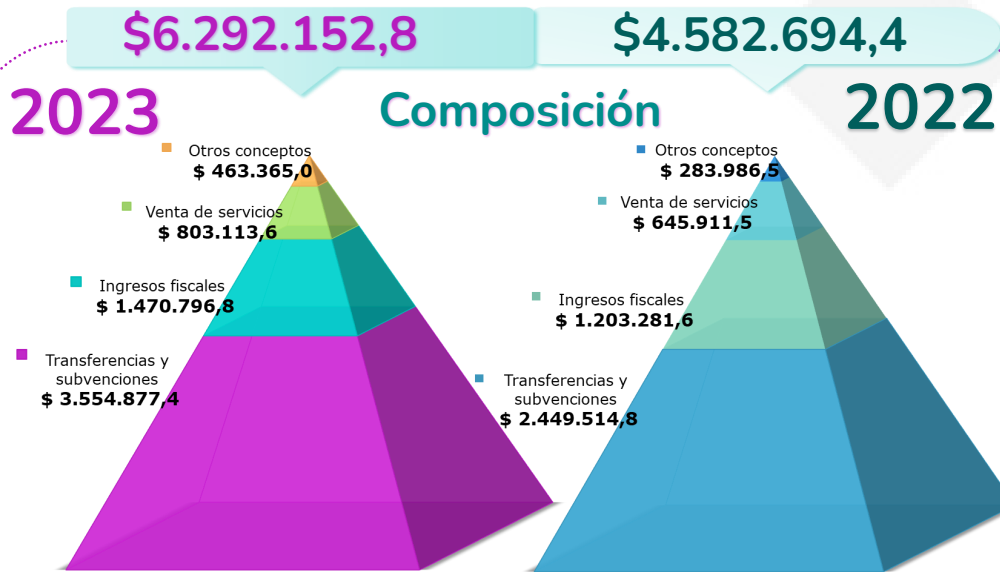 $6.292.152,8
$4.582.694,4
2023
Composición
2022
Otros conceptos
$ 463.365,0
Venta de servicios
$ 803.113,6
Ingresos fiscales
$ 1.470.796,8
Transferencias y
subvenciones
$ 3.554.877,4
Otros conceptos
$ 283.986,5
Venta de servicios
$ 645.911,5
Ingresos fiscales
$ 1.203.281,6
Transferencias y
subvenciones
$ 2.449.514,8